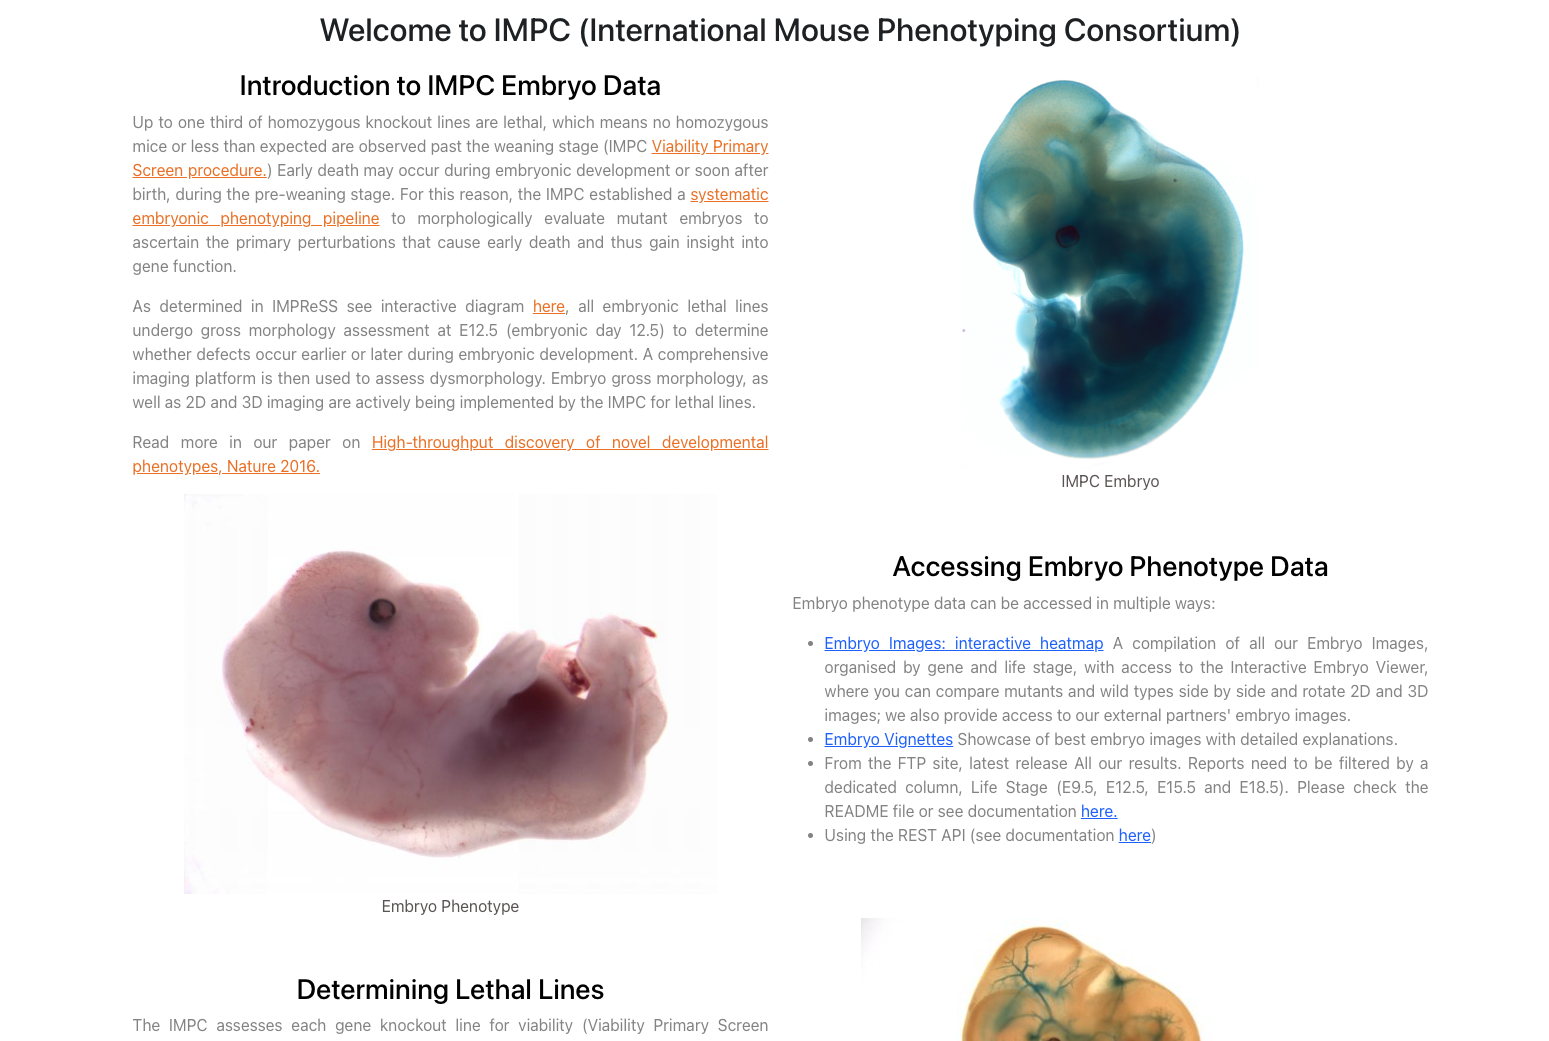 Welcome to IMPC (International Mouse Phenotyping Consortium)
Introduction to IMPC Embryo Data
Up to one third of homozygous knockout lines are lethal, which means no homozygous
mice or less than expected are observed past the weaning stage (IMPC Viability Primary
Screen procedure.) Early death may occur during embryonic development or soon after
birth, during the pre-weaning stage. For this reason, the IMPC established a systematic
embryonic phenotyping pipeline to morphologically evaluate mutant embryos to
ascertain the primary perturbations that cause early death and thus gain insight into
gene function.
As determined in IMPReSS see interactive diagram here, all embryonic lethal lines
undergo gross morphology assessment at E12.5 (embryonic day 12.5) to determine
whether defects occur earlier or later during embryonic development. A comprehensive
imaging platform is then used to assess dysmorphology. Embryo gross morphology, as
well as 2D and 3D imaging are actively being implemented by the IMPC for lethal lines.
Read more in our paper on High-throughput discovery of novel developmental
phenotypes, Nature 2016.
Embryo Phenotype
Determining Lethal Lines
The IMPC assesses each gene knockout line for viability (Viability Primary Screen
IMPC Embryo
Accessing Embryo Phenotype Data
Embryo phenotype data can be accessed in multiple ways:
• Embryo Images: interactive heatmap A compilation of all our Embryo Images,
organised by gene and life stage, with access to the Interactive Embryo Viewer,
where you can compare mutants and wild types side by side and rotate 2D and 3D
images; we also provide access to our external partners' embryo images.
• Embryo Vignettes Showcase of best embryo images with detailed explanations.
• From the FTP site, latest release All our results. Reports need to be filtered by a
dedicated column, Life Stage (E9.5, E12.5, E15.5 and E18.5). Please check the
README file or see documentation here.
• Using the REST API (see documentation here)